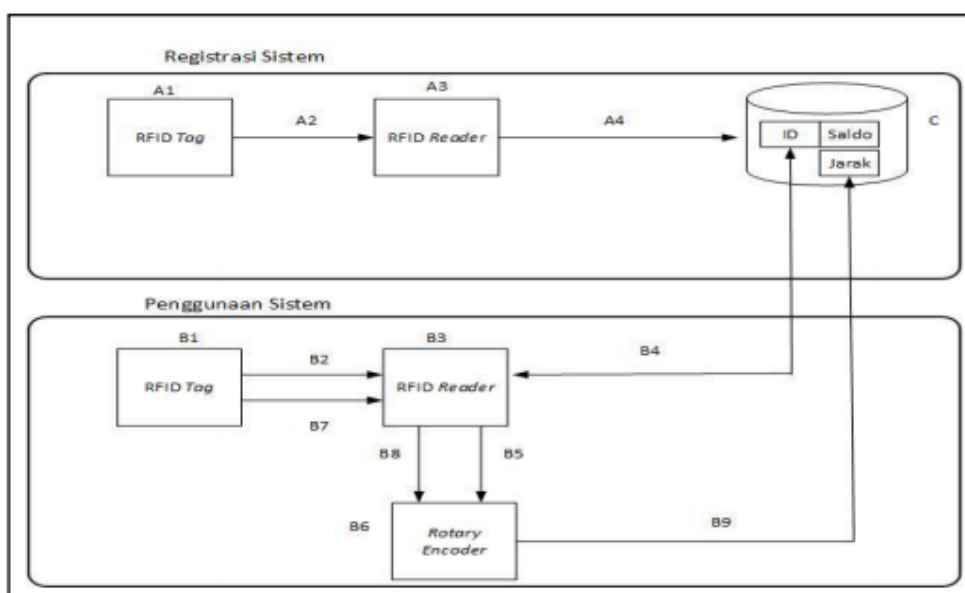 Registrasi Sistem
A1
A3
RFID Tag
A2
RFID Reader
A4
ID
Saldo
Jarak
C
Penggunaan Sistem
B1
B3
RFID Tag
B2
B7
RFID Reader
B4
B8
B5
B6
Rotary
Encoder
B9